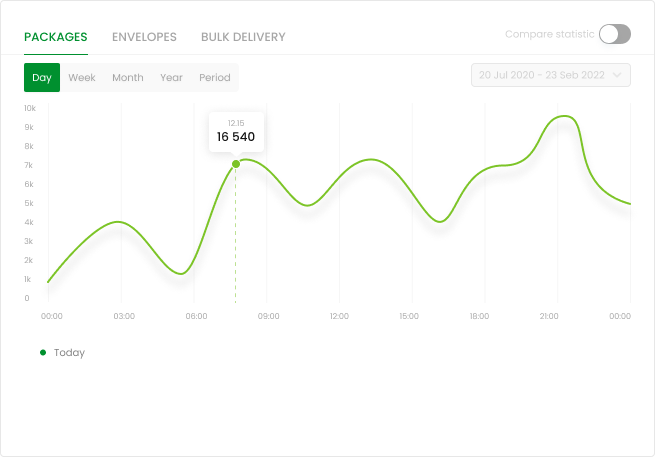 PACKAGES ENVELOPES BULK DELIVERY Compare statistic
Day Week Month Year Period 20 Jul 2020 - 23 Seb 2022
10k
9k
8k
7k
6k
5k
4k
3k
2k
1k
0
12.15
16 540
00:00 03:00 06:00 09:00 12:00 15:00 18:00 21:00 00:00
Today